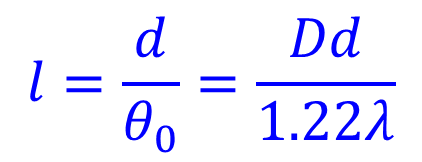 l = d/θ₀ = Dd/1.22λ